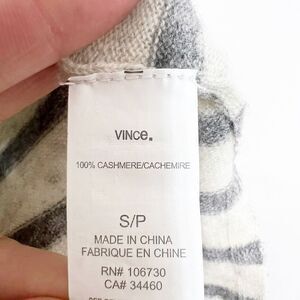 VINCE.
100% CASHMERE/CACHEMIRE
S/P
MADE IN CHINA
FABRIQUE EN CHINE
RN# 106730
CA# 34460